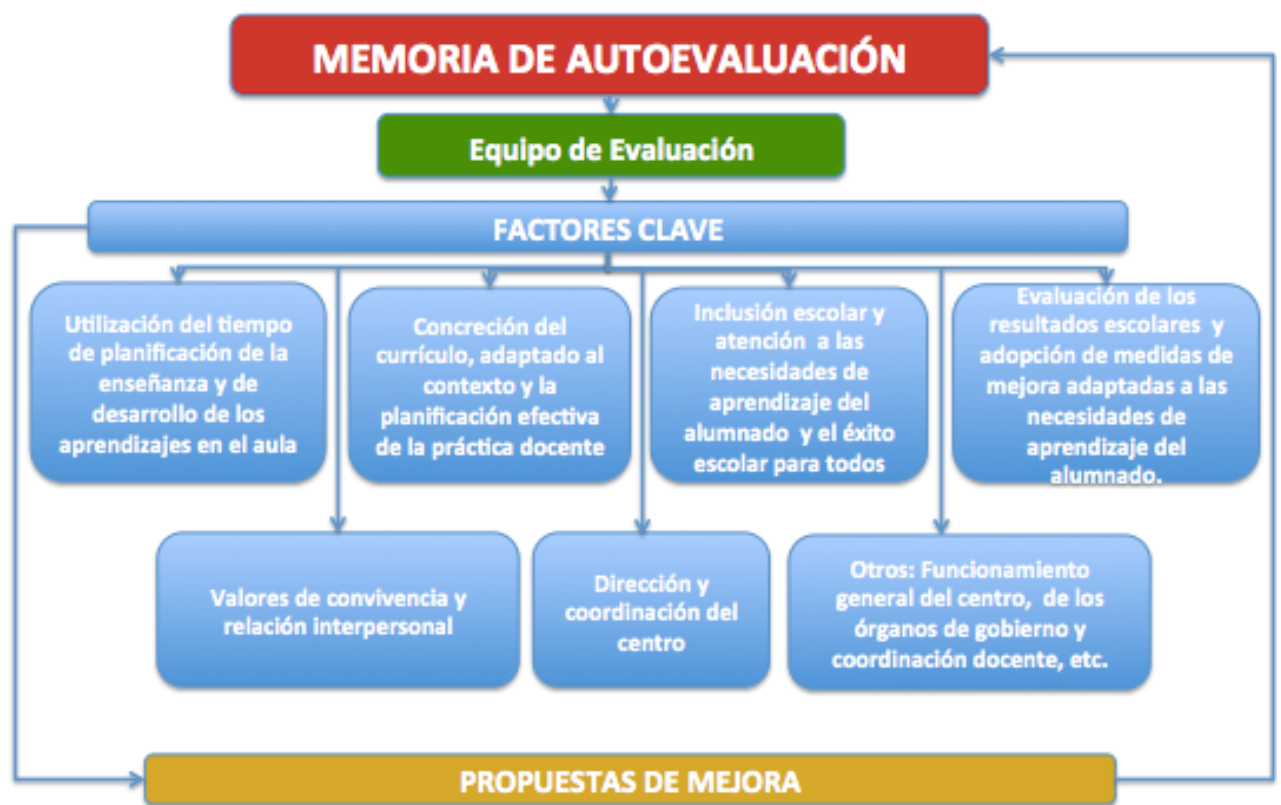 MEMORIA DE AUTOEVALUACIÓN
Equipo de Evaluación
FACTORES CLAVE
Utilización del tiempo
de planificación de la
enseñanza y de
desarrollo de los
aprendizajes en el aula
Concreción del
currículo, adaptado al
contexto y la
planificación efectiva
de la práctica docente
Inclusión escolar y
atención a las
necesidades de
aprendizaje del
alumnado y el éxito
escolar para todos
Evaluación de los
resultados escolares y
adopción de medidas de
mejora adaptadas a las
necesidades de
aprendizaje del
alumnado.
Valores de convivencia y
relación interpersonal
Dirección y
coordinación del
centro
Otros: Funcionamiento
general del centro, de los
órganos de gobierno y
coordinación docente, etc.
PROPUESTAS DE MEJORA